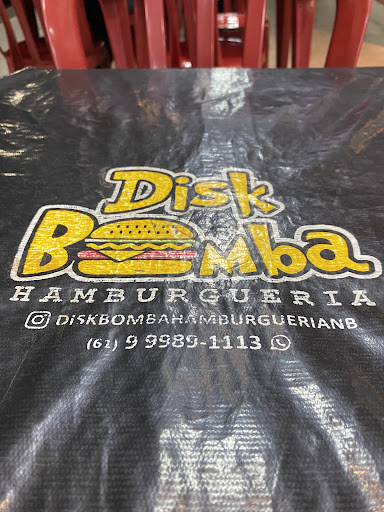 Disk
Bomba
HAMBURGUERIA
DISKBOMBAHAMBURGUERIANB
(61) 9 9989-1113